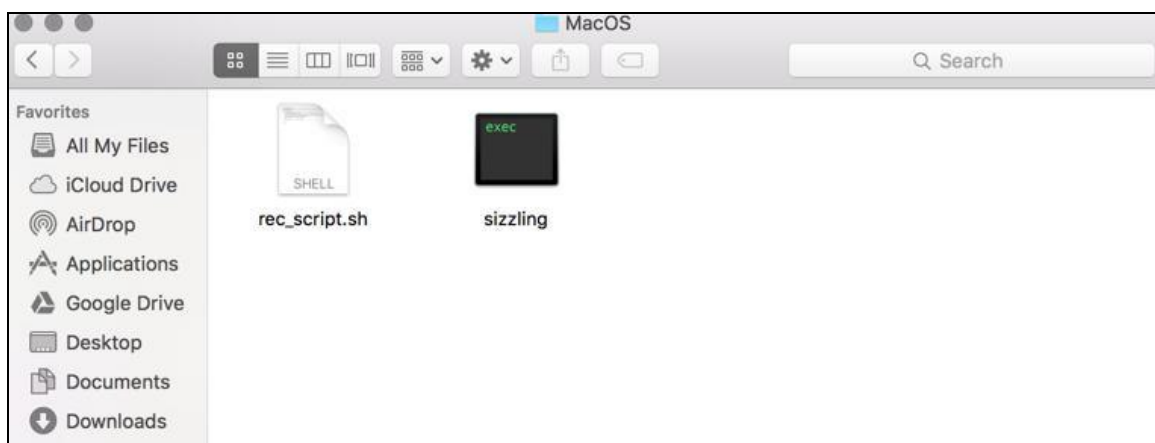 MacOS
Search
Favorites
All My Files
iCloud Drive
AirDrop
Applications
Google Drive
Desktop
Documents
Downloads
SHELL
rec_script.sh
exec
sizzling